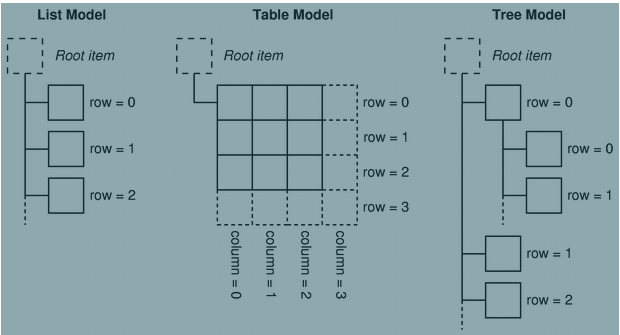 List Model
Root item
row = 0
row = 1
row = 2
Table Model
Root item
row = 0
row = 1
row = 2
row = 3
column = 0
column = 1
column = 2
column = 3
Tree Model
Root item
row = 0
row = 0
row = 1
row = 1
row = 2